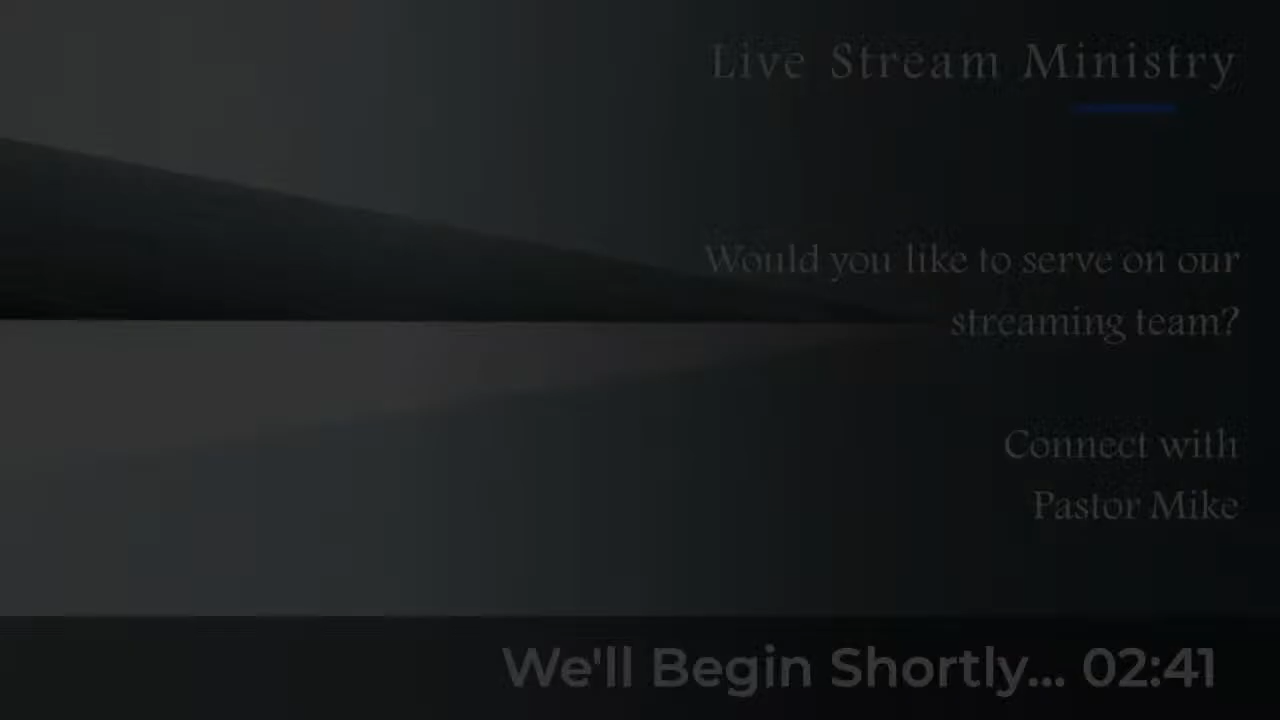 Live Stream Ministry
Would you like to serve on our
streaming team?
Connect with
Pastor Mike
We'll Begin Shortly... 02:41